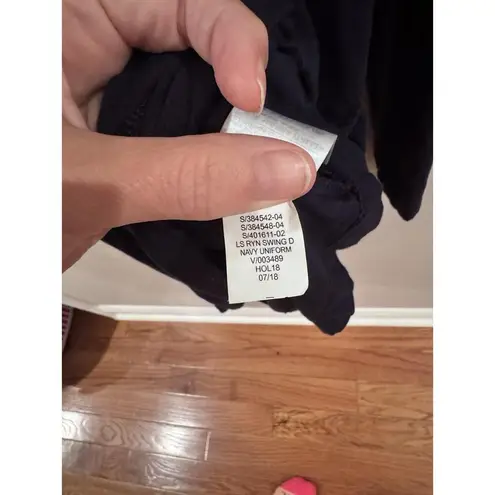 S/384542-04
S/384548-04
S/401611-02
LS RYN SWING D
NAVY UNIFORM
V/003489
HOL18
07/18